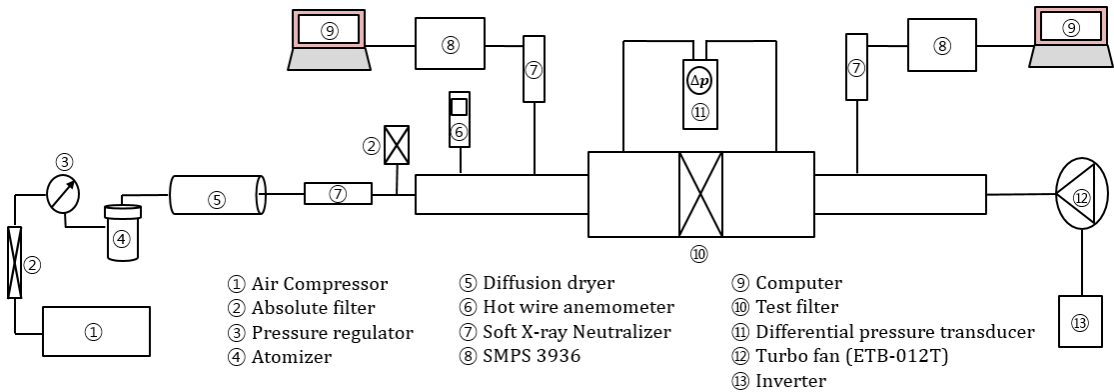 ⑨
⑧
⑦
Δp
⑪
⑦
⑧
⑨
⑥
②
③
⑤
⑦
④
②
①
⑩
⑫
⑬
① Air Compressor
② Absolute filter
③ Pressure regulator
④ Atomizer
⑤ Diffusion dryer
⑥ Hot wire anemometer
⑦ Soft X-ray Neutralizer
⑧ SMPS 3936
⑨ Computer
⑩ Test filter
⑪ Differential pressure transducer
⑫ Turbo fan (ETB-012T)
⑬ Inverter